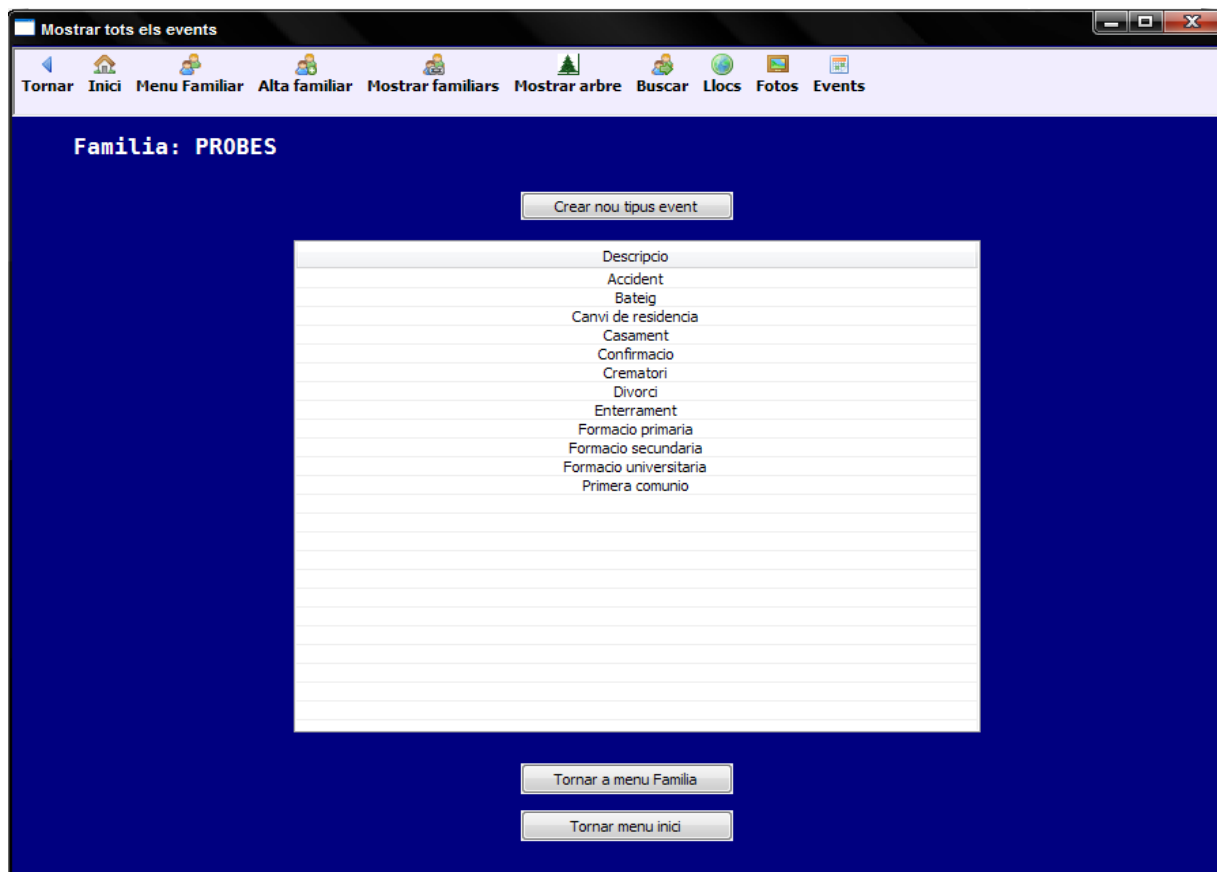 Mostrar tots els events
Tornar Inici Menu Familiar Alta familiar Mostrar familiars Mostrar arbre Buscar Llocs Fotos Events
Familia: PROBES
Crear nou tipus event
Descripcio
Accident
Bateig
Canvi de residencia
Casament
Confirmacio
Crematori
Divorci
Enterrament
Formacio primaria
Formacio secundaria
Formacio universitaria
Primera comunio
Tornar a menu Familia
Tornar menu inici